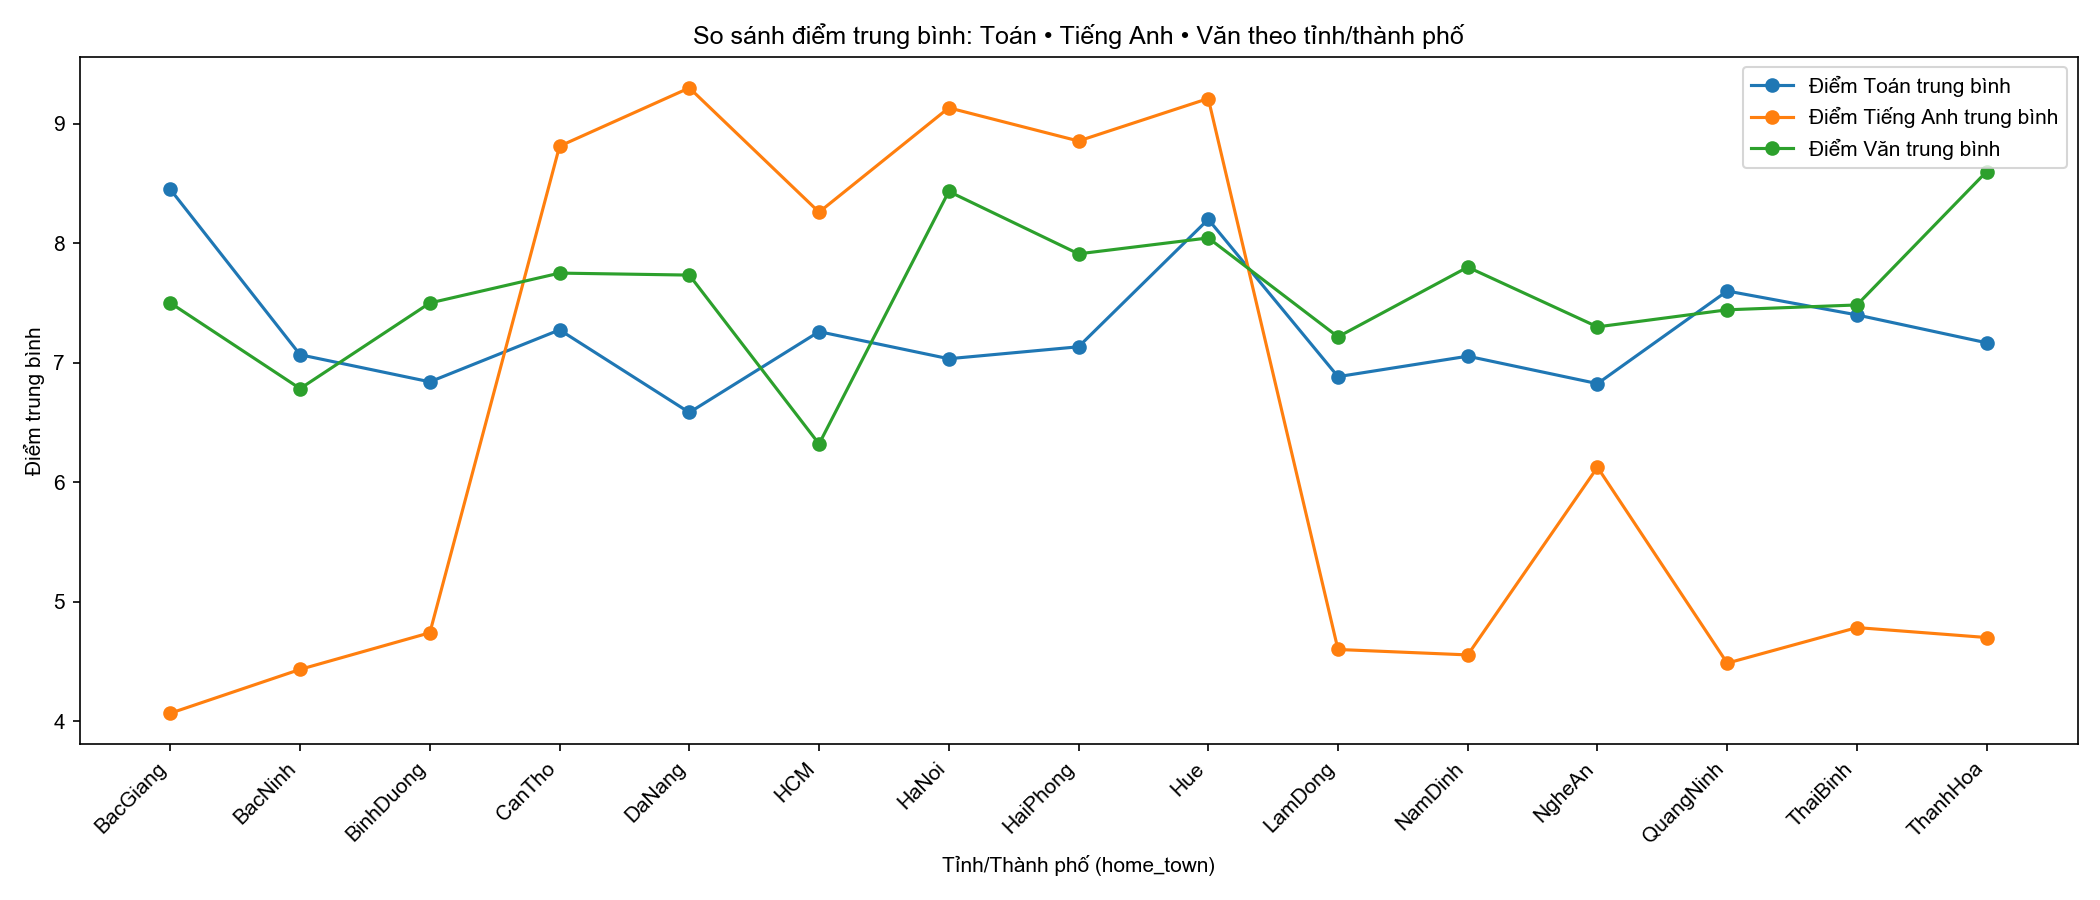 So sánh điểm trung bình: Toán • Tiếng Anh • Văn theo tỉnh/thành phố
Điểm Toán trung bình
Điểm Tiếng Anh trung bình
Điểm Văn trung bình
Điểm trung bình
9
8
7
6
5
4
BacGiang
BacNinh
BinhDuong
CanTho
DaNang
HCM
HaNoi
HaiPhong
Hue
LamDong
NamDinh
NgheAn
QuangNinh
ThaiBinh
ThanhHoa
Tỉnh/Thành phố (home_town)